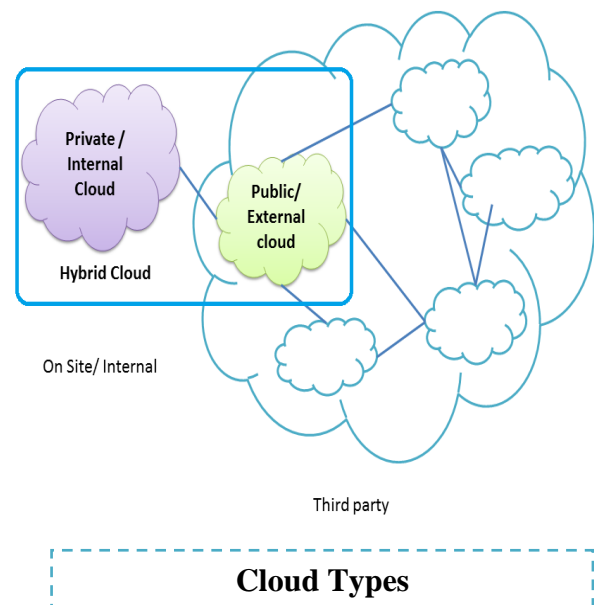 Private /
Internal
Cloud
Public/
External
cloud
Hybrid Cloud
On Site/ Internal
Third party
Cloud Types